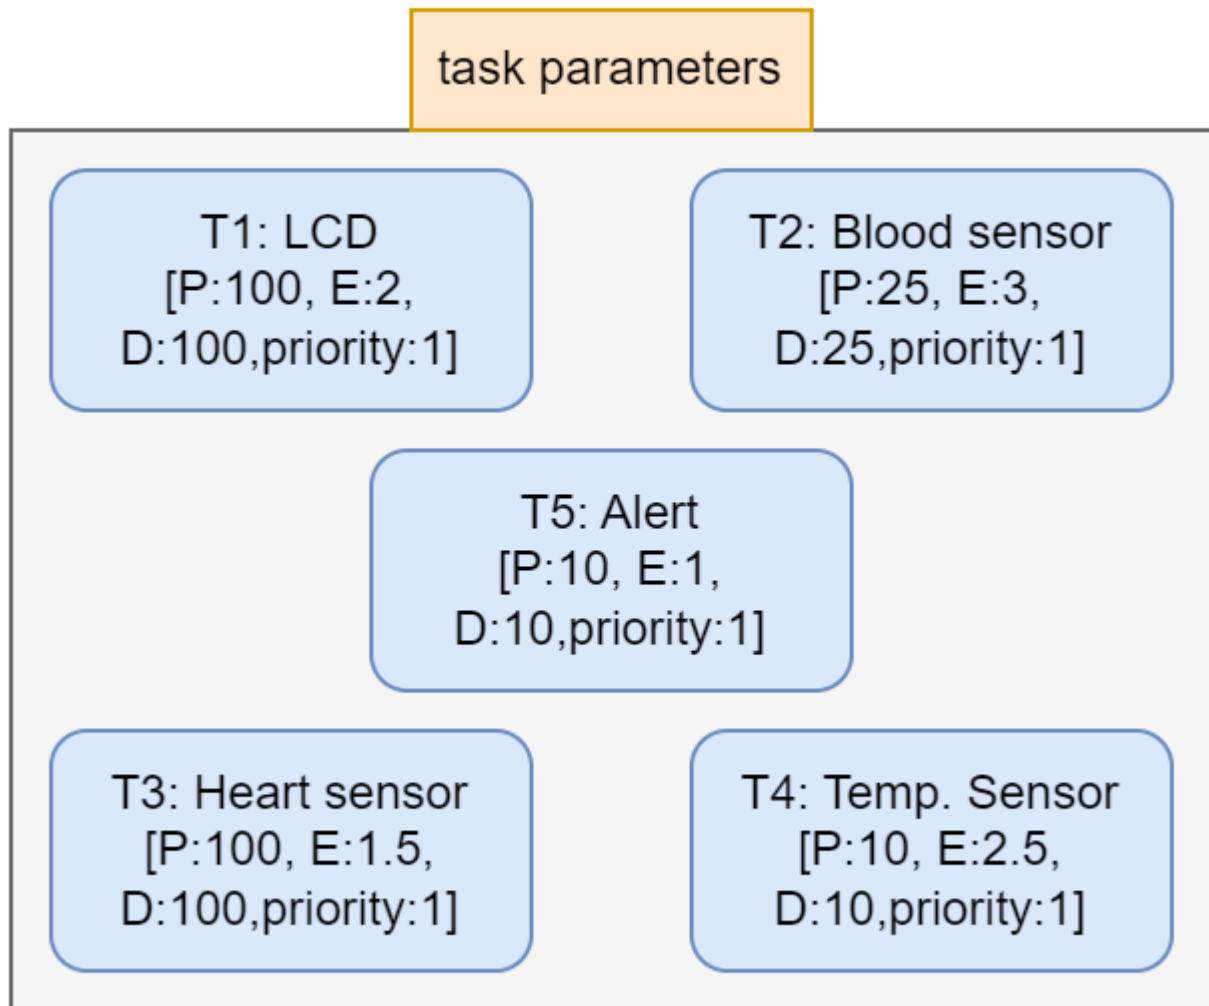 task parameters
T1: LCD
[P:100, E:2,
D:100,priority:1]
T2: Blood sensor
[P:25, E:3,
D:25,priority:1]
T5: Alert
[P:10, E:1,
D:10,priority:1]
T3: Heart sensor
[P:100, E:1.5,
D:100,priority:1]
T4: Temp. Sensor
[P:10, E:2.5,
D:10,priority:1]